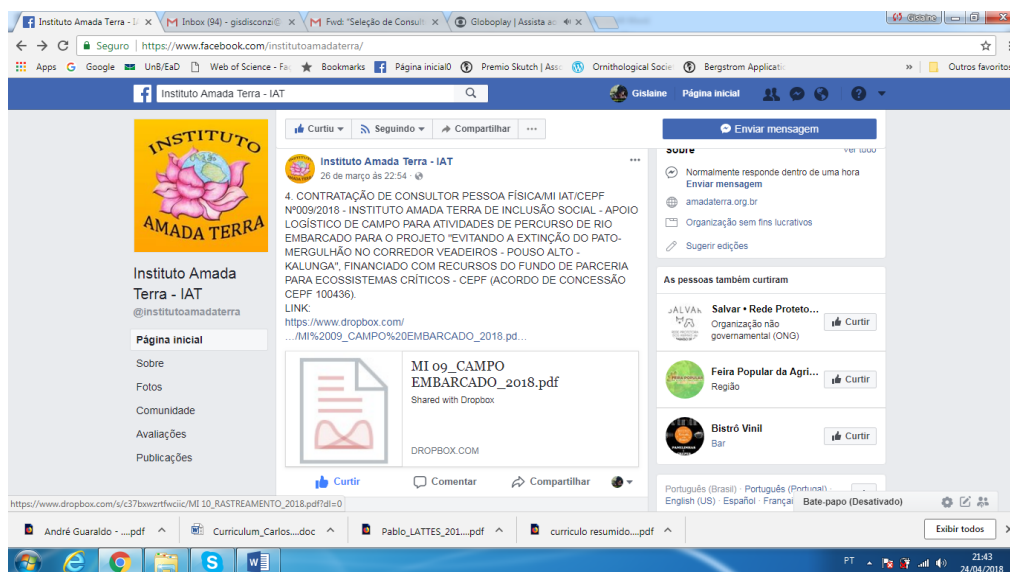 Instituto Amada Terra - I
Inbox (94) - gisdisconzi@
Fwd: "Seleção de Consult
Globoplay | Assista ao
Gislaine
Seguro | https://www.facebook.com/institutoamadaterra/
Apps
Google
UnB/EaD
Web of Science - Fa
Bookmarks
Página inicial0
Premio Skutch | Asso
Ornithological Socie
Bergstrom Applicatio
»
Outros favoritos
Instituto Amada Terra - IAT
Gislaine
Página inicial
INSTITUTO
AMADA TERRA
Instituto Amada
Terra - IAT
@institutoamadaterra
Página inicial
Sobre
Fotos
Comunidade
Avaliações
Publicações
Curtiu
Seguindo
Compartilhar
...
Instituto Amada Terra - IAT
26 de março às 22:54 ·
4. CONTRATAÇÃO DE CONSULTOR PESSOA FÍSICA/MI IAT/CEPF
Nº009/2018 - INSTITUTO AMADA TERRA DE INCLUSÃO SOCIAL - APOIO
LOGÍSTICO DE CAMPO PARA ATIVIDADES DE PERCURSO DE RIO
EMBARCADO PARA O PROJETO "EVITANDO A EXTINÇÃO DO PATO-
MERGULHÃO NO CORREDOR VEADEIROS - POUSO ALTO -
KALUNGA", FINANCIADO COM RECURSOS DO FUNDO DE PARCERIA
PARA ECOSSISTEMAS CRÍTICOS - CEPF (ACORDO DE CONCESSÃO
CEPF 100436).
LINK:
https://www.dropbox.com/
…/MI%2009_CAMPO%20EMBARCADO_2018.pd…
MI 09_CAMPO
EMBARCADO_2018.pdf
Shared with Dropbox
DROPBOX.COM
Curtir
Comentar
Compartilhar
Enviar mensagem
Sobre
Ver tudo
Normalmente responde dentro de uma hora
Enviar mensagem
amadaterra.org.br
Organização sem fins lucrativos
Sugerir edições
As pessoas também curtiram
Salvar • Rede Proteto...
Organização não
governamental (ONG)
Curtir
Feira Popular da Agri...
Região
Curtir
Bistrô Vinil
Bar
Curtir
Português (Brasil) · Português (Portugal) ·
English (US) · Español · Françai
Bate-papo (Desativado)
https://www.dropbox.com/s/c37bxwzrtfwciic/MI 10_RASTREAMENTO_2018.pdf?dl=0
André Guaraldo - ....pdf
Curriculum_Carlos....doc
Pablo_LATTES_201....pdf
curriculo resumido....pdf
Exibir todos
PT
21:43
24/04/2018